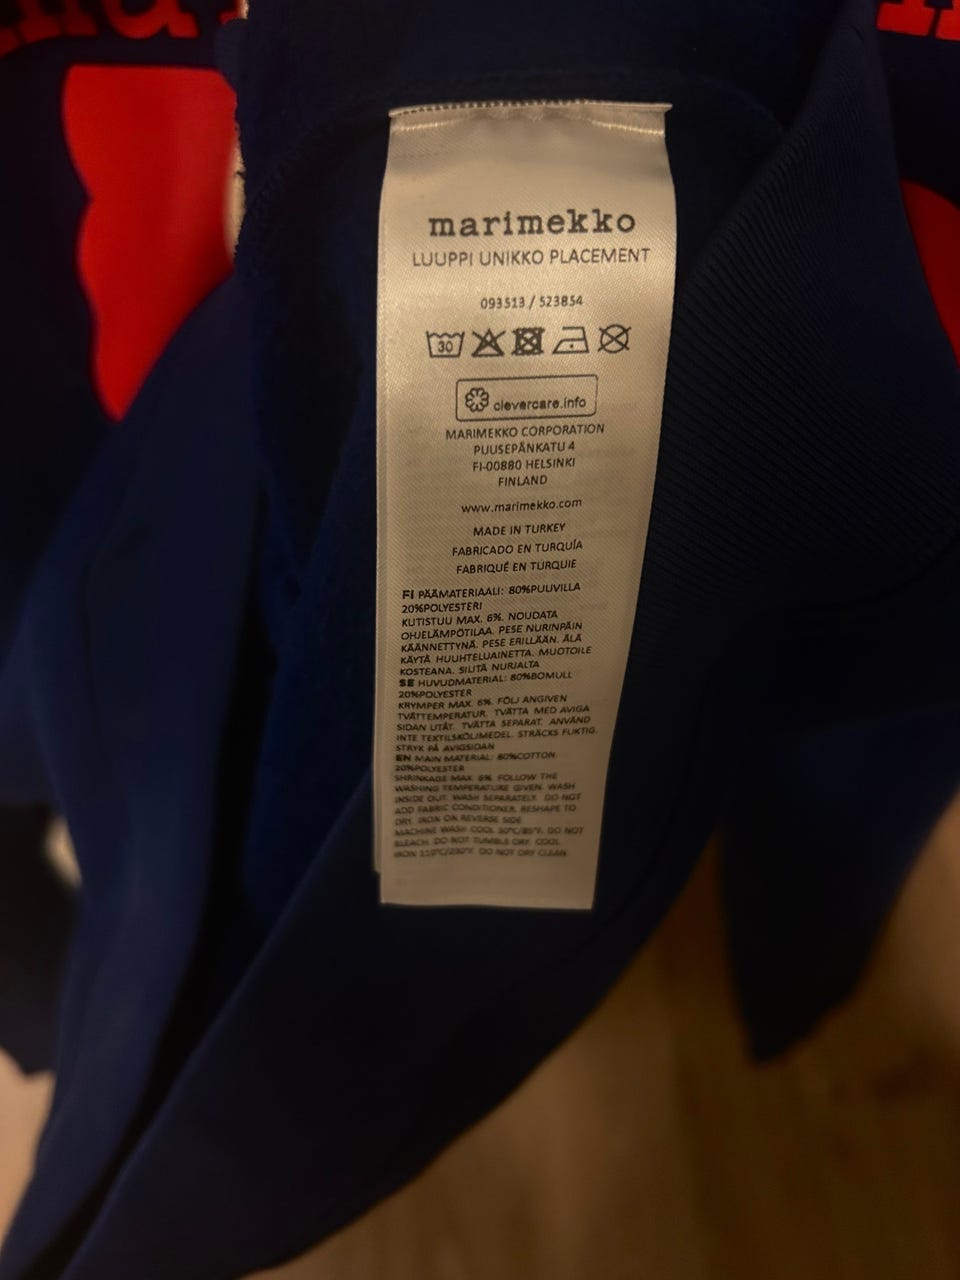 marimekko
LUUPPI UNIKKO PLACEMENT
093513 / 523854
30
clevercare.info
MARIMEKKO CORPORATION
PUUSEPÄNKATU 4
FI-00880 HELSINKI
FINLAND
www.marimekko.com
MADE IN TURKEY
FABRICADO EN TURQUÍA
FABRIQUÉ EN TURQUIE
FI PÄÄMATERIAALI: 80%PUUVILLA
20%POLYESTERI
KUTISTUU MAX. 6%. NOUDATA
OHJELÄMPÖTILAA. PESE NURINPÄIN
KÄÄNNETTYNÄ. PESE ERILLÄÄN. ÄLÄ
KÄYTÄ HUUHTELUAINETTA. MUOTOILE
KOSTEANA. SILITÄ NURJALTA
SE HUVUDMATERIAL: 80%BOMULL
20%POLYESTER
KRYMPER MAX. 6%. FÖLJ ANGIVEN
TVÄTTEMPERATUR. TVÄTTA MED AVIGA
SIDAN UTÅT. TVÄTTA SEPARAT. ANVÄND
INTE TEXTILSKÖLJMEDEL. STRÄCKS FUKTIG.
STRYK PÅ AVIGSIDAN
EN MAIN MATERIAL: 80%COTTON
20%POLYESTER
SHRINKAGE MAX. 6%. FOLLOW THE
WASHING TEMPERATURE GIVEN. WASH
INSIDE OUT. WASH SEPARATELY. DO NOT
ADD FABRIC CONDITIONER. RESHAPE TO
DRY. IRON ON REVERSE SIDE
MACHINE WASH COOL 30°C/85°F. DO NOT
BLEACH. DO NOT TUMBLE DRY. COOL
IRON 110°C/230°F. DO NOT DRY CLEAN